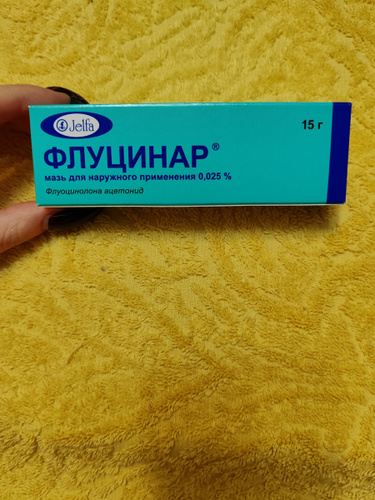 Jelfa
15 г
ФЛУЦИНАР®
мазь для наружного применения 0,025 %
Флуоцинолона ацетонид